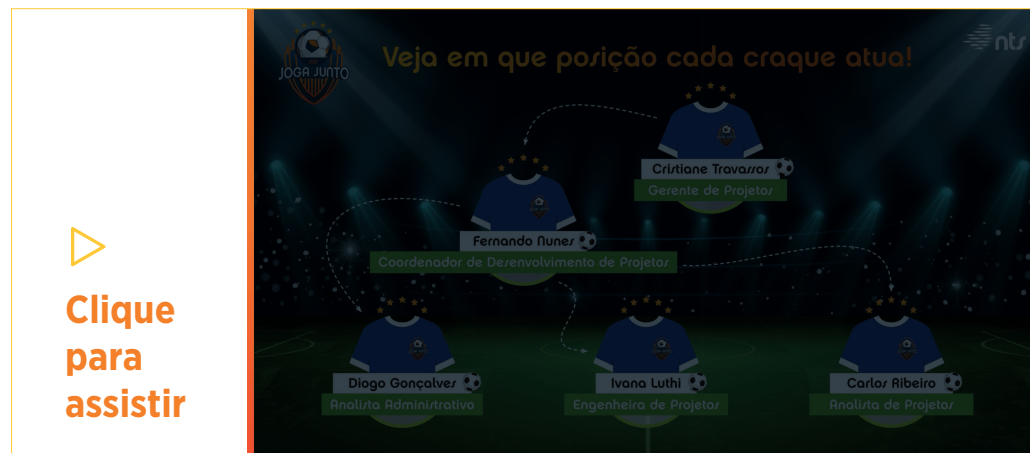 Clique
para
assistir
JOGA JUNTO
Veja em que posição cada craque atua!
nts
Cristiane Travassos
Gerente de Projetos
Fernando Nunes
Coordenador de Desenvolvimento de Projetos
Diogo Gonçalves
Analista Administrativo
Ivana Luthi
Engenheira de Projetos
Carlos Ribeiro
Analista de Projetos